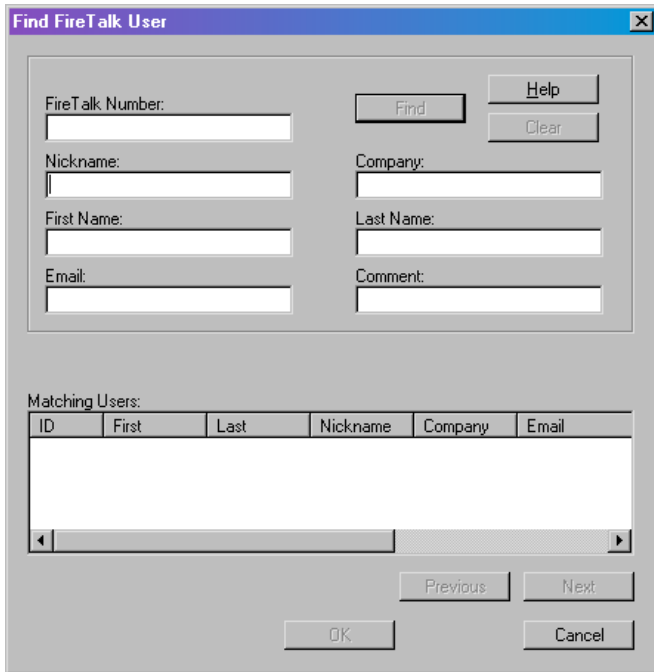 Find FireTalk User
FireTalk Number:
Find
Help
Clear
Nickname:
Company:
First Name:
Last Name:
Email:
Comment:
Matching Users:
ID First Last Nickname Company Email
Previous Next
OK Cancel